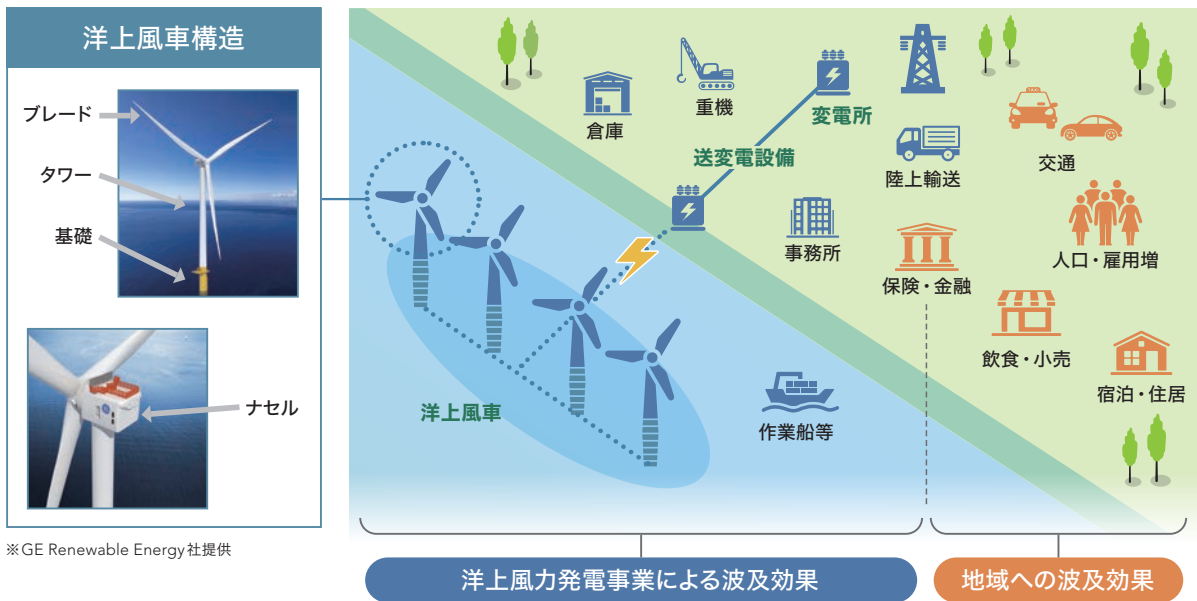 洋上風車構造
ブレード
タワー
基礎
ナセル
※GE Renewable Energy社提供
倉庫
重機
変電所
送変電設備
陸上輸送
交通
事務所
保険・金融
人口・雇用増
飲食・小売
宿泊・住居
洋上風車
作業船等
洋上風力発電事業による波及効果
地域への波及効果